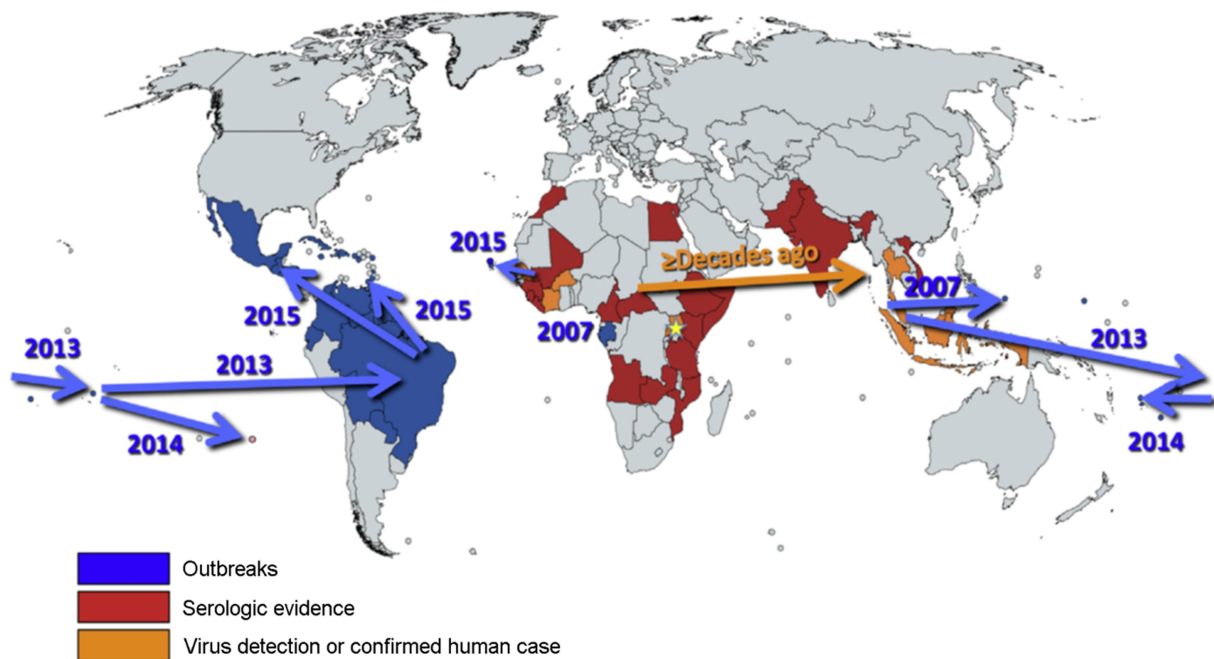 2015
≥Decades ago
2007
2015
2015
2007
2013
2013
2013
2014
2014
Outbreaks
Serologic evidence
Virus detection or confirmed human case